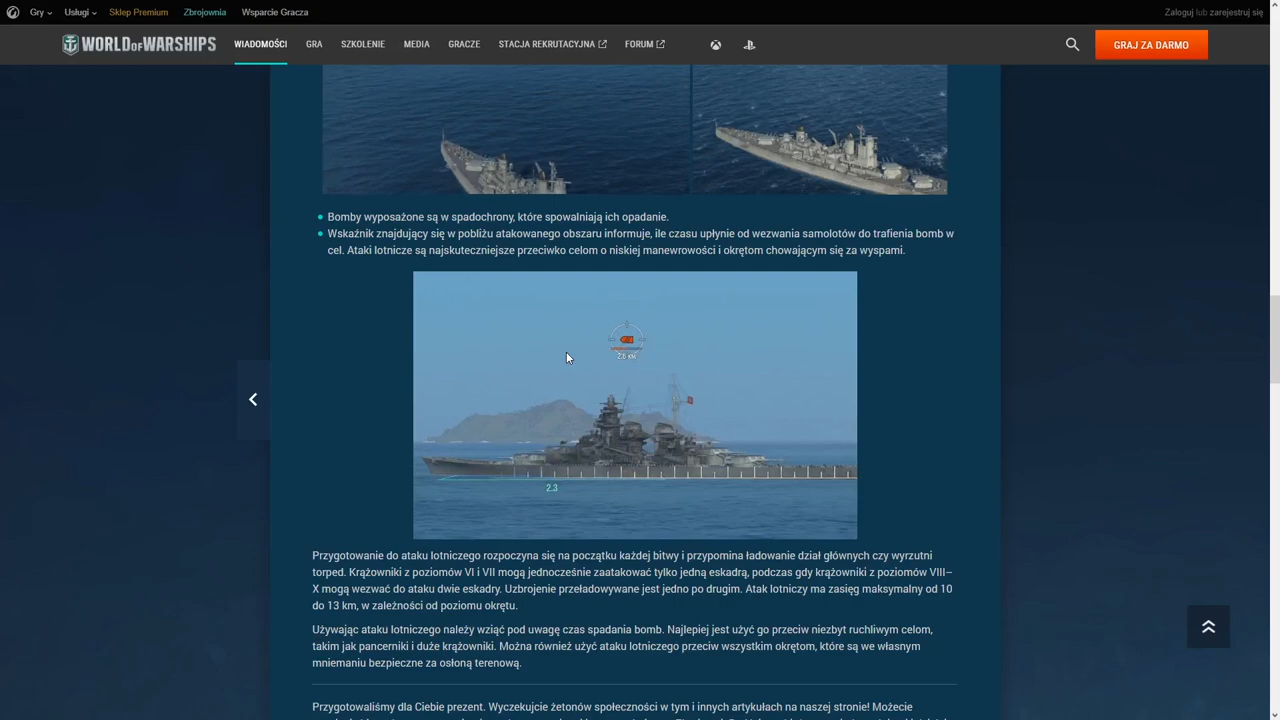 Gry Usługi Sklep Premium Zbrojownia Wsparcie Gracza Zaloguj lub zarejestruj się
WORLD OF WARSHIPS WIADOMOŚCI GRA SZKOLENIE MEDIA GRACZE STACJA REKRUTACYJNA FORUM GRAJ ZA DARMO
Bomby wyposażone są w spadochrony, które spowalniają ich opadanie.
Wskaźnik znajdujący się w pobliżu atakowanego obszaru informuje, ile czasu upłynie od wezwania samolotów do trafienia bomb w
cel. Ataki lotnicze są najskuteczniejsze przeciwko celom o niskiej manewrowości i okrętom chowającym się za wyspami.
2.6 км
2.3
Przygotowanie do ataku lotniczego rozpoczyna się na początku każdej bitwy i przypomina ładowanie dział głównych czy wyrzutni
torped. Krążowniki z poziomów VI i VII mogą jednocześnie zaatakować tylko jedną eskadrą, podczas gdy krążowniki z poziomów VIII–
X mogą wezwać do ataku dwie eskadry. Uzbrojenie przeładowywane jest jedno po drugim. Atak lotniczy ma zasięg maksymalny od 10
do 13 km, w zależności od poziomu okrętu.
Używając ataku lotniczego należy wziąć pod uwagę czas spadania bomb. Najlepiej jest użyć go przeciw niezbyt ruchliwym celom,
takim jak pancerniki i duże krążowniki. Można również użyć ataku lotniczego przeciw wszystkim okrętom, które są we własnym
mniemaniu bezpieczne za osłoną terenową.
Przygotowaliśmy dla Ciebie prezent. Wyczekujcie żetonów społeczności w tym i innych artykułach na naszej stronie! Możecie